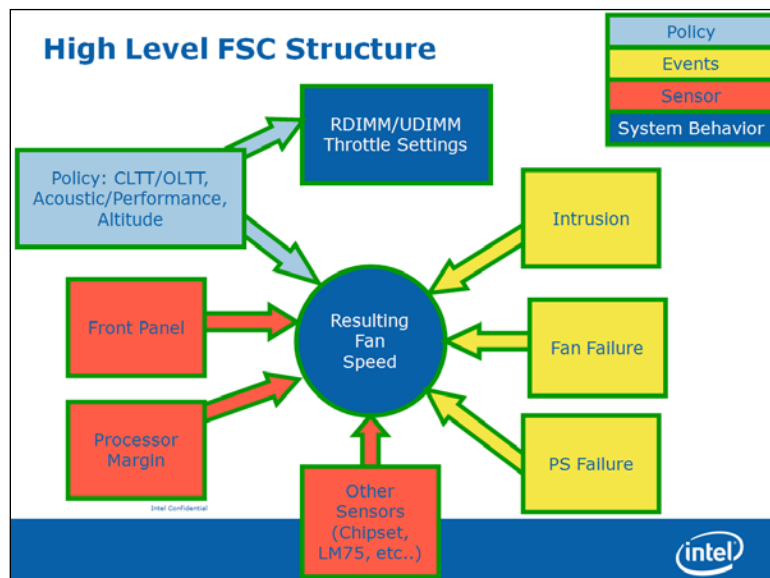 High Level FSC Structure
Policy
Events
Sensor
System Behavior
RDIMM/UDIMM
Throttle Settings
Policy: CLTT/OLTT,
Acoustic/Performance,
Altitude
Intrusion
Front Panel
Resulting
Fan
Speed
Fan Failure
Processor
Margin
PS Failure
Other
Sensors
(Chipset,
LM75, etc..)
Intel Confidential
intel